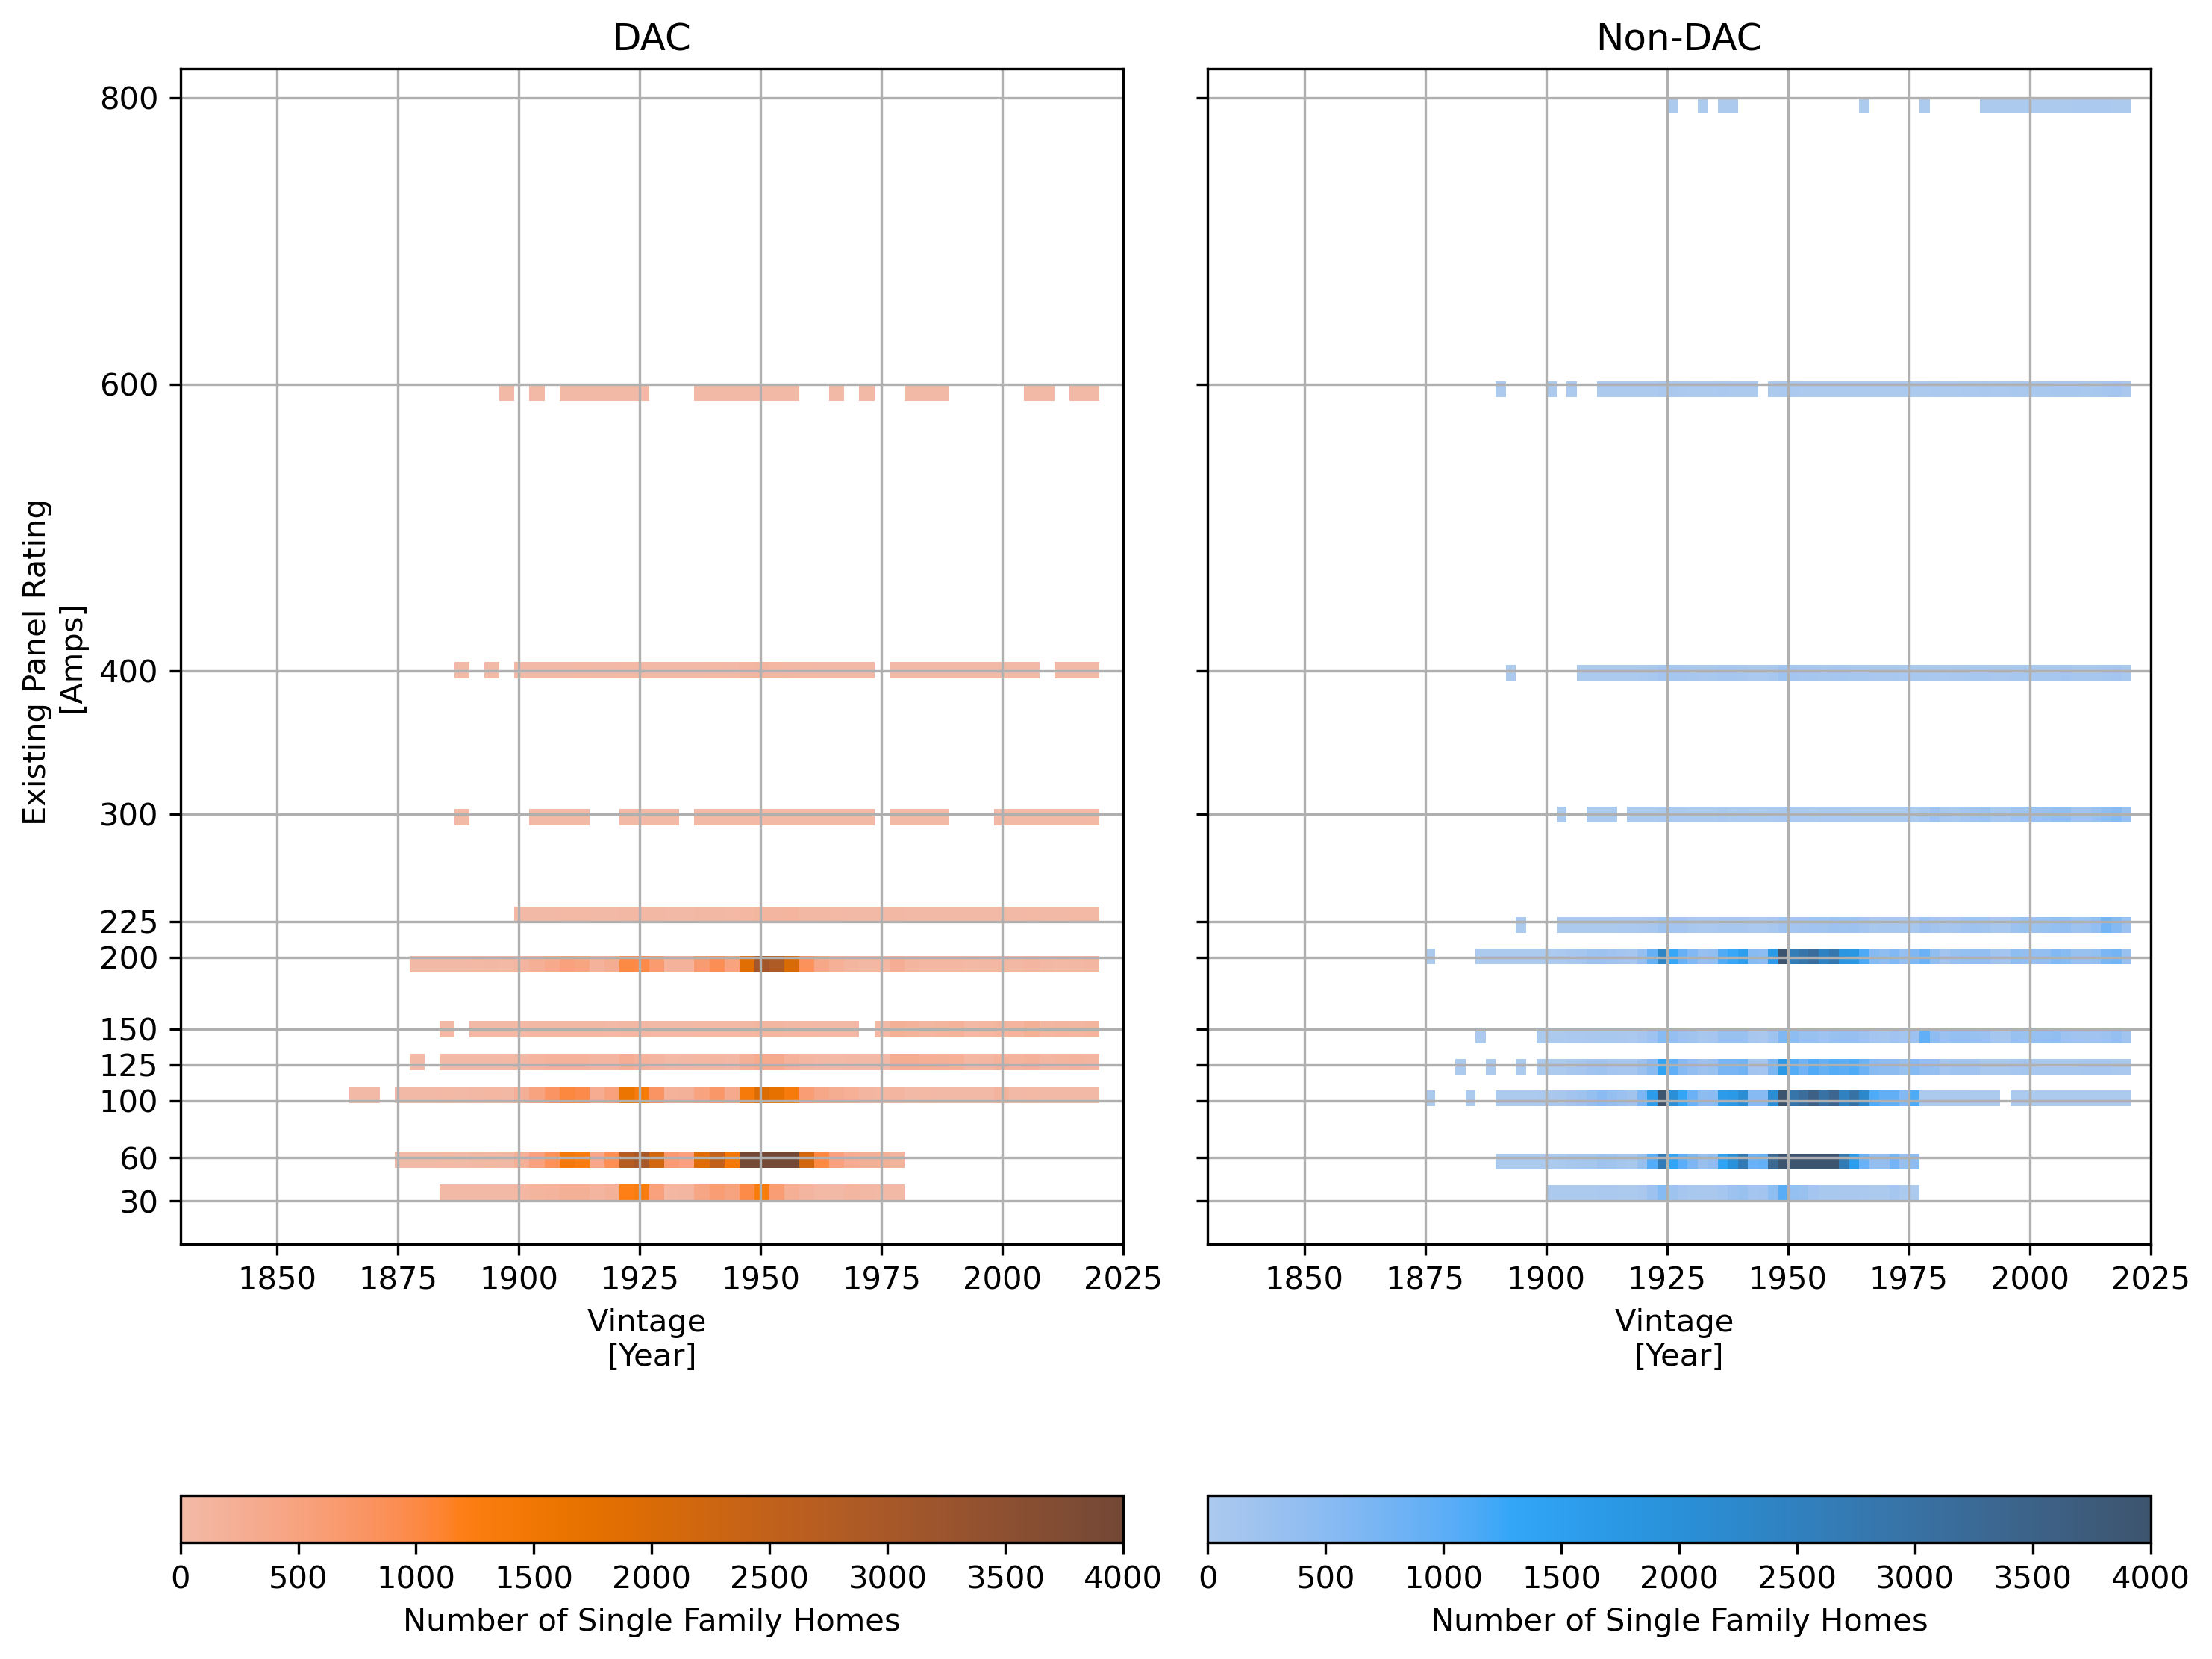 DAC
Non-DAC
800
600
400
300
225
200
150
125
100
60
30
Existing Panel Rating
[Amps]
1850 1875 1900 1925 1950 1975 2000 2025
1850 1875 1900 1925 1950 1975 2000 2025
Vintage
[Year]
Vintage
[Year]
0 500 1000 1500 2000 2500 3000 3500 4000
0 500 1000 1500 2000 2500 3000 3500 4000
Number of Single Family Homes
Number of Single Family Homes